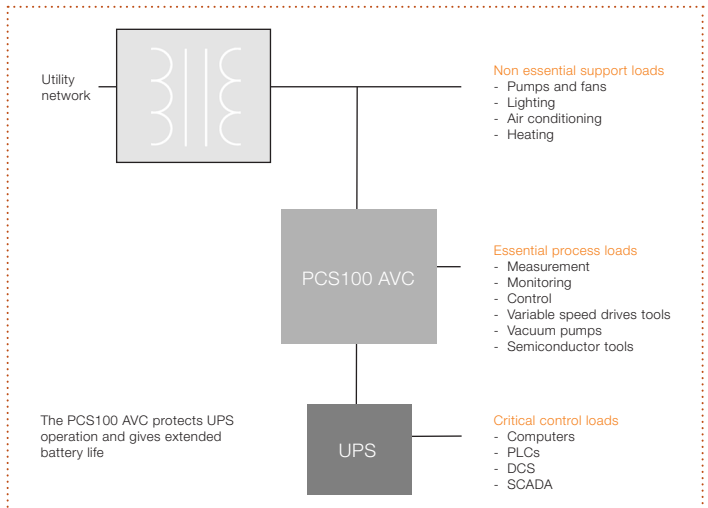 Utility
network
Non essential support loads
- Pumps and fans
- Lighting
- Air conditioning
- Heating
PCS100 AVC
Essential process loads
- Measurement
- Monitoring
- Control
- Variable speed drives tools
- Vacuum pumps
- Semiconductor tools
The PCS100 AVC protects UPS
operation and gives extended
battery life
UPS
Critical control loads
- Computers
- PLCs
- DCS
- SCADA